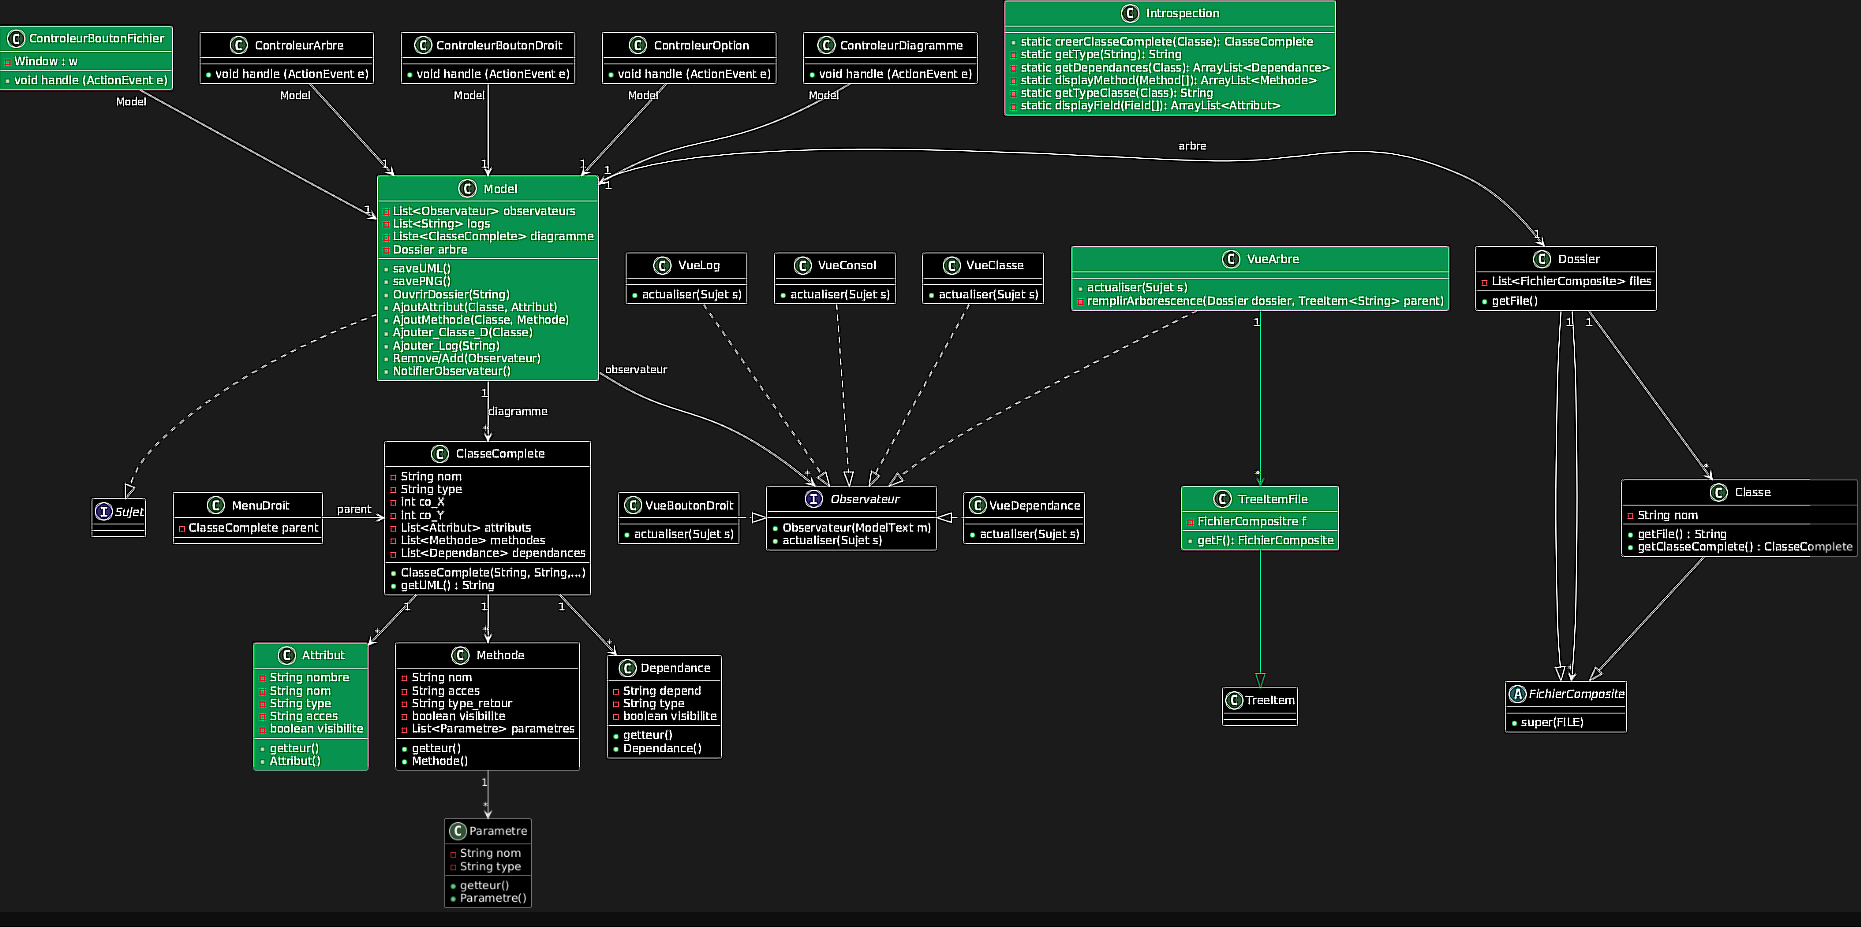 ControleurBoutonFichier
Window : w
void handle (ActionEvent e)
ControleurArbre
void handle (ActionEvent e)
ControleurBoutonDroit
void handle (ActionEvent e)
ControleurOption
void handle (ActionEvent e)
ControleurDiagramme
void handle (ActionEvent e)
Introspection
static creerClasseComplete(Classe): ClasseComplete
static getType(String): String
static getDependances(Class): ArrayList<Dependance>
static displayMethod(Method[]): ArrayList<Methode>
static getTypeClasse(Class): String
static displayField(Field[]): ArrayList<Attribut>
Model
Model
Model
Model
Model
1
1
1
1
1
1
arbre
1
Model
List<Observateur> observateurs
List<String> logs
Liste<ClasseComplete> diagramme
Dossier arbre
saveUML()
savePNG()
OuvrirDossier(String)
AjoutAttribut(Classe, Attribut)
AjoutMethode(Classe, Methode)
Ajouter_Classe_D(Classe)
Ajouter_Log(String)
Remove/Add(Observateur)
NotifierObservateur()
VueLog
actualiser(Sujet s)
VueConsol
actualiser(Sujet s)
VueClasse
actualiser(Sujet s)
VueArbre
actualiser(Sujet s)
remplirArborescence(Dossier dossier, TreeItem<String> parent)
Dossier
List<FichierComposite> files
getFile()
1
1
1
observateur
1
diagramme
*
*
*
*
Sujet
MenuDroit
ClasseComplete parent
parent
ClasseComplete
String nom
String type
int co_X
int co_Y
List<Attribut> attributs
List<Methode> methodes
List<Dependance> dependances
ClasseComplete(String, String,...)
getUML() : String
VueBoutonDroit
actualiser(Sujet s)
Observateur
Observateur(ModelText m)
actualiser(Sujet s)
VueDependance
actualiser(Sujet s)
TreeItemFile
FichierCompositre f
getF(): FichierComposite
Classe
String nom
getFile() : String
getClasseComplete() : ClasseComplete
1
1
1
*
*
*
Attribut
String nombre
String nom
String type
String acces
boolean visibilite
getteur()
Attribut()
Methode
String nom
String acces
String type_retour
boolean visibilite
List<Parametre> parametres
getteur()
Methode()
Dependance
String depend
String type
boolean visibilite
getteur()
Dependance()
TreeItem
*
FichierComposite
super(FILE)
1
*
Parametre
String nom
String type
getteur()
Parametre()